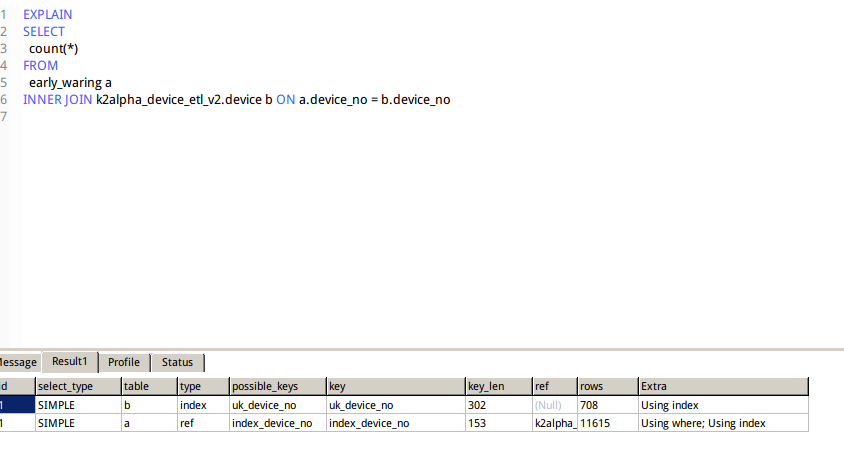 1 EXPLAIN
2 SELECT
3 count(*)
4 FROM
5 early_waring a
6 INNER JOIN k2alpha_device_etl_v2.device b ON a.device_no = b.device_no
7
Message Result1 Profile Status
id select_type table type possible_keys key key_len ref rows Extra
1 SIMPLE b index uk_device_no uk_device_no 302 (Null) 708 Using index
1 SIMPLE a ref index_device_no index_device_no 153 k2alpha_ 11615 Using where; Using index